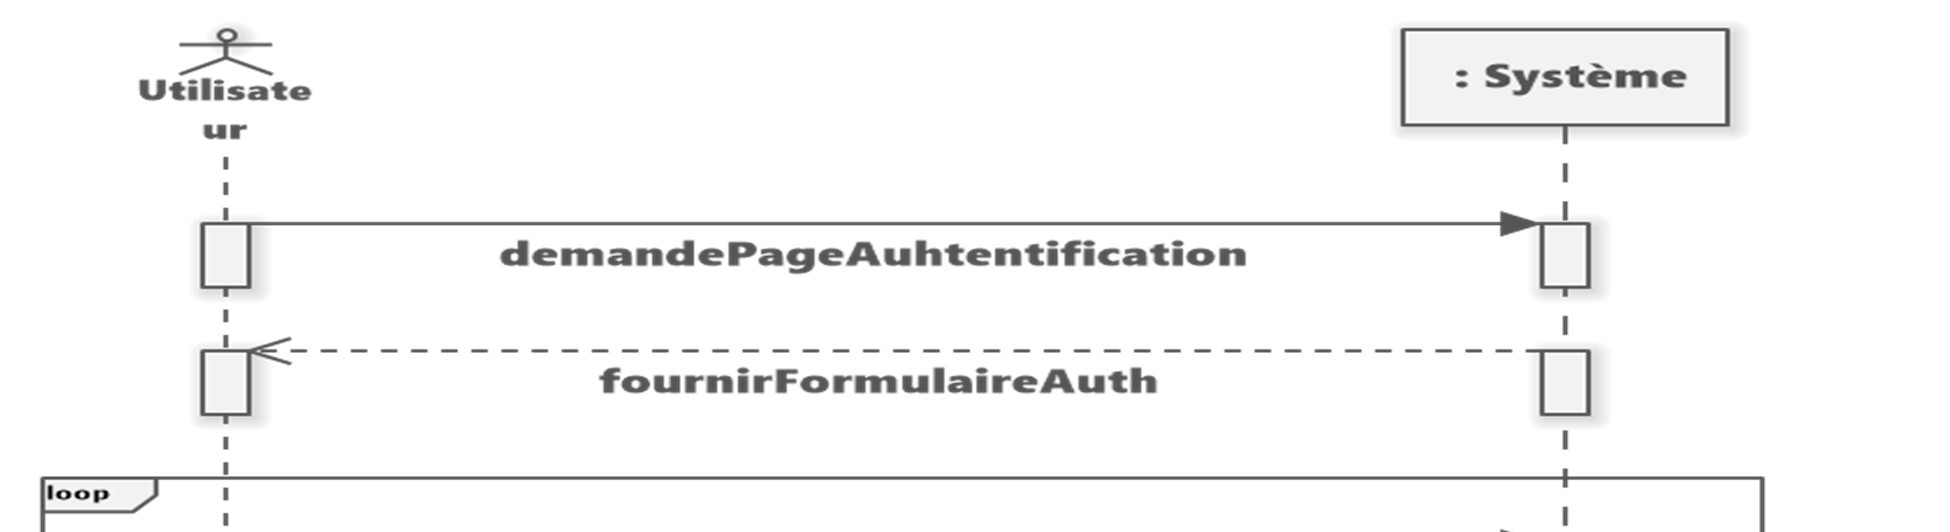 Utilisate
ur
: Système
demandePageAuhtentification
fournirFormulaireAuth
loop